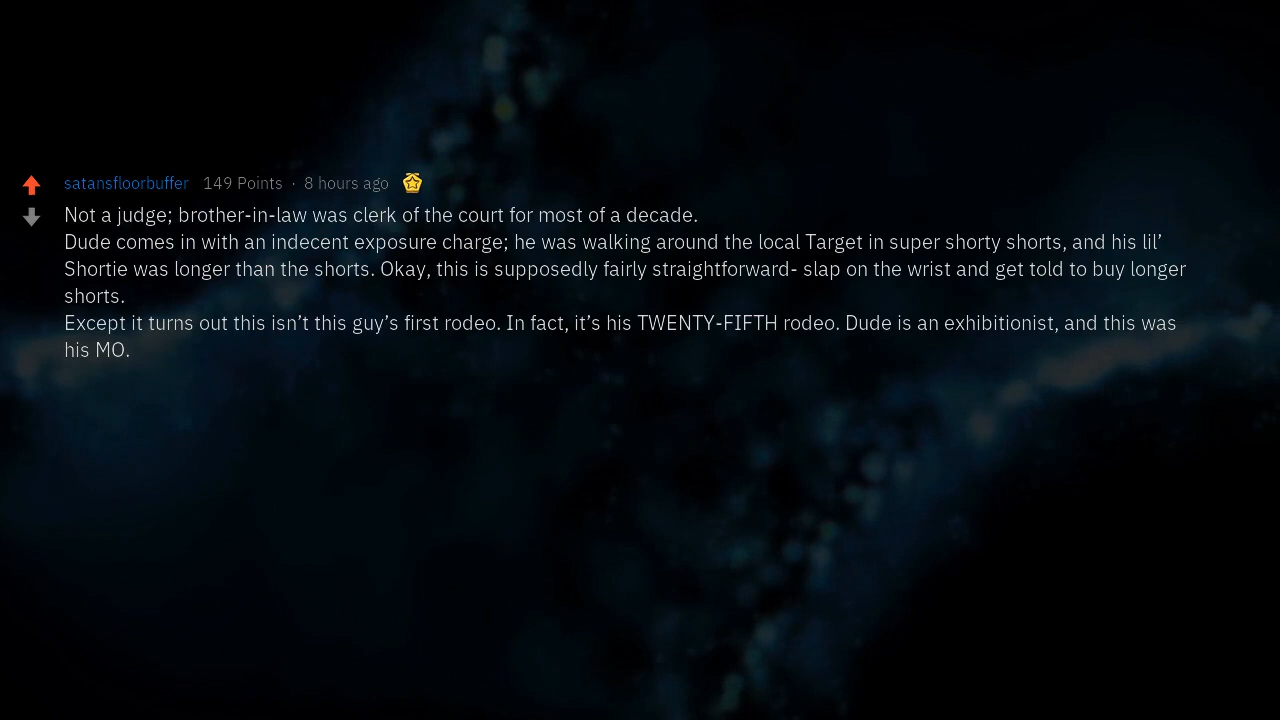 satansfloorbuffer 149 Points · 8 hours ago
Not a judge; brother-in-law was clerk of the court for most of a decade.
Dude comes in with an indecent exposure charge; he was walking around the local Target in super shorty shorts, and his lil’
Shortie was longer than the shorts. Okay, this is supposedly fairly straightforward- slap on the wrist and get told to buy longer
shorts.
Except it turns out this isn’t this guy’s first rodeo. In fact, it’s his TWENTY-FIFTH rodeo. Dude is an exhibitionist, and this was
his MO.